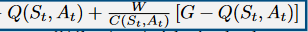 - Q(S_t, A_t) + \frac{W}{C(S_t, A_t)} [G - Q(S_t, A_t)]